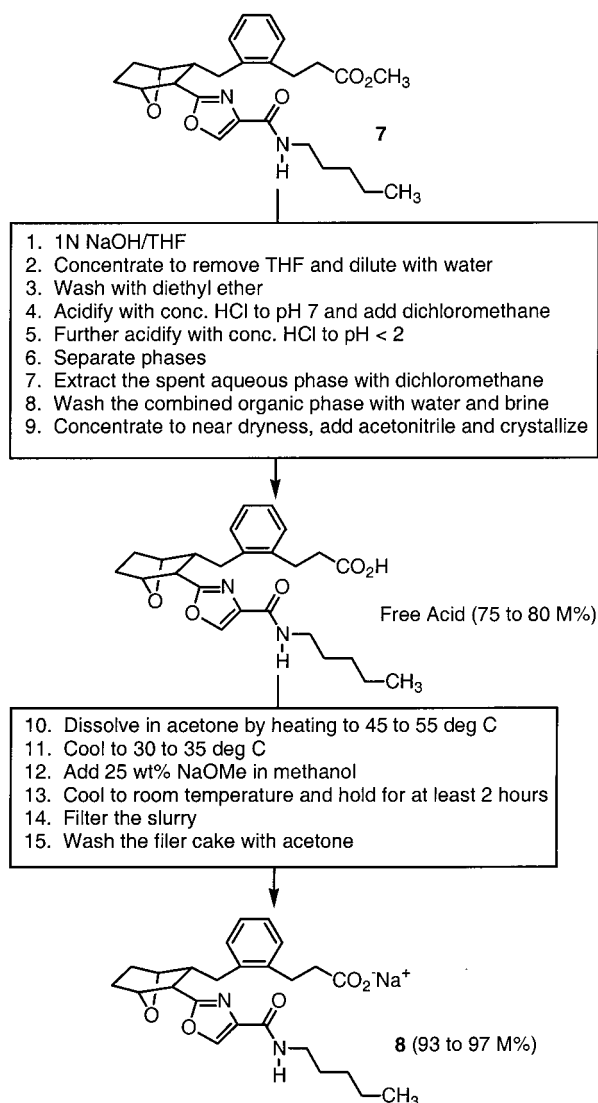 N
O
O
O
N
H
CO₂CH₃
7
CH₃
1. 1N NaOH/THF
2. Concentrate to remove THF and dilute with water
3. Wash with diethyl ether
4. Acidify with conc. HCl to pH 7 and add dichloromethane
5. Further acidify with conc. HCl to pH < 2
6. Separate phases
7. Extract the spent aqueous phase with dichloromethane
8. Wash the combined organic phase with water and brine
9. Concentrate to near dryness, add acetonitrile and crystallize
CO₂H
N
O
O
O
N
H
Free Acid (75 to 80 M%)
CH₃
10. Dissolve in acetone by heating to 45 to 55 deg C
11. Cool to 30 to 35 deg C
12. Add 25 wt% NaOMe in methanol
13. Cool to room temperature and hold for at least 2 hours
14. Filter the slurry
15. Wash the filer cake with acetone
CO₂⁻Na⁺
N
O
O
O
N
H
8 (93 to 97 M%)
CH₃